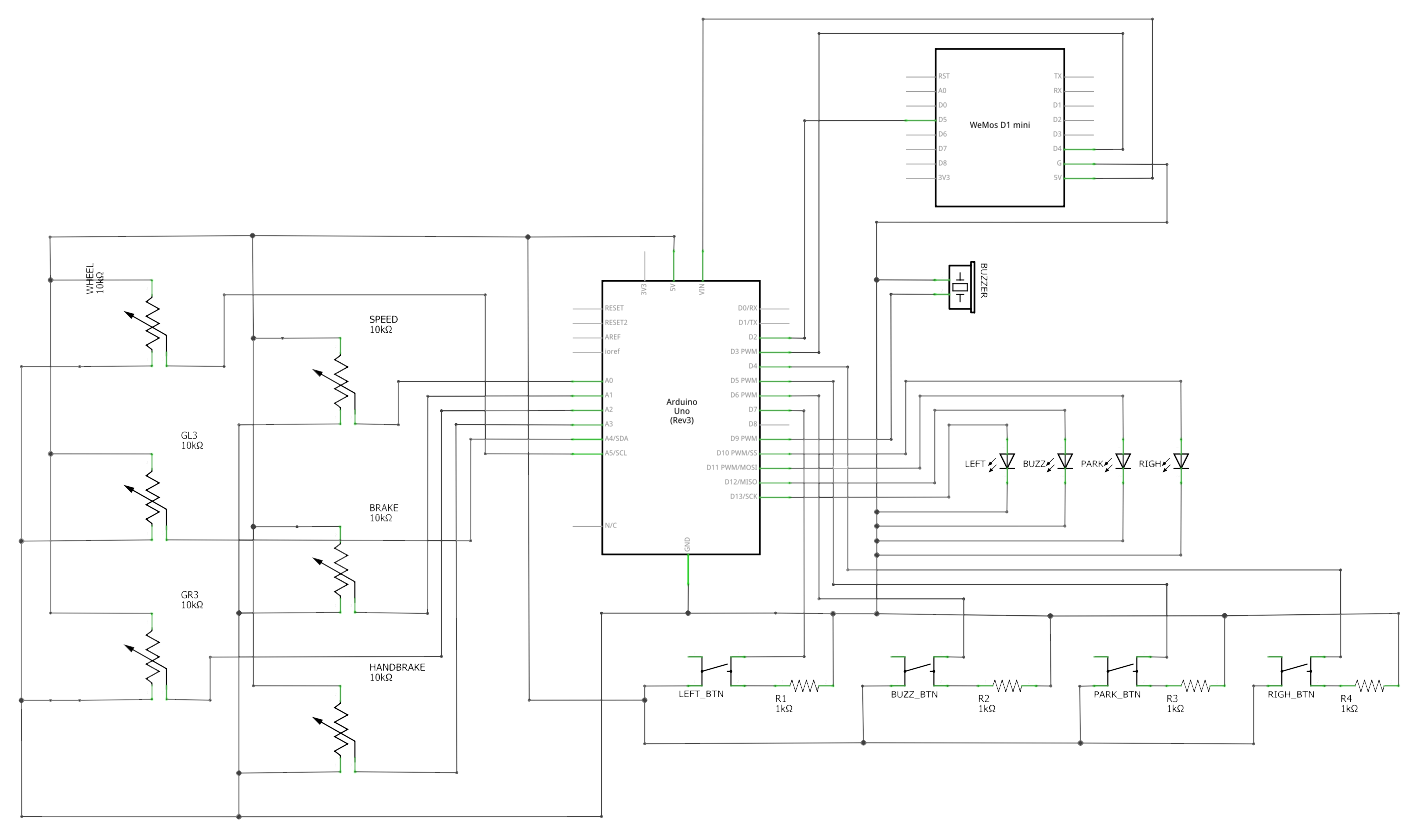 WeMos D1 mini
RST
A0
D0
D5
D6
D7
D8
3V3
TX
RX
D1
D2
D3
D4
G
5V
BUZZER
WHEEL
10kΩ
SPEED
10kΩ
GL3
10kΩ
BRAKE
10kΩ
GR3
10kΩ
HANDBRAKE
10kΩ
Arduino
Uno
(Rev3)
3V3
5V
VIN
RESET
RESET2
AREF
ioref
A0
A1
A2
A3
A4/SDA
A5/SCL
N/C
GND
D0/RX
D1/TX
D2
D3 PWM
D4
D5 PWM
D6 PWM
D7
D8
D9 PWM
D10 PWM/SS
D11 PWM/MOSI
D12/MISO
D13/SCK
LEFT
BUZZ
PARK
RIGH
LEFT_BTN
R1
1kΩ
BUZZ_BTN
R2
1kΩ
PARK_BTN
R3
1kΩ
RIGH_BTN
R4
1kΩ